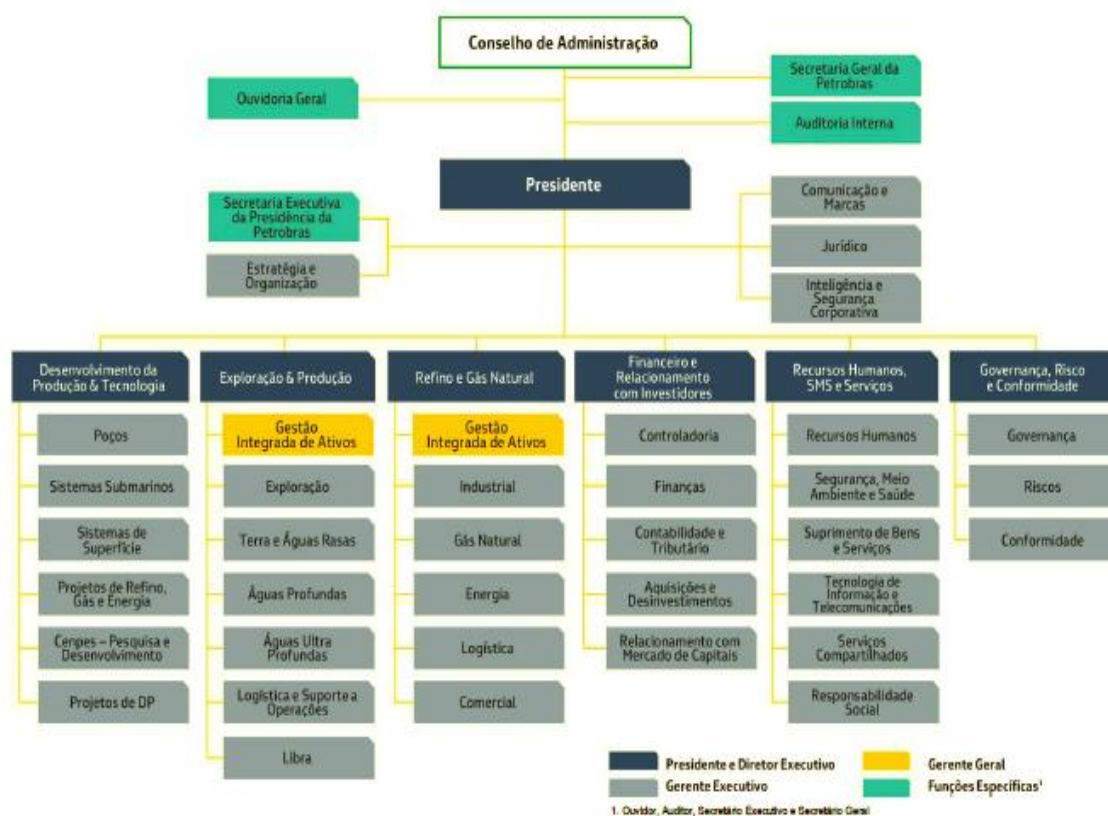 Conselho de Administração
Secretaria Geral da
Petrobras
Ouvidoria Geral
Auditoria Interna
Presidente
Secretaria Executiva
da Presidência da
Petrobras
Estratégia e
Organização
Comunicação e
Marcas
Jurídico
Inteligência e
Segurança
Corporativa
Desenvolvimento da
Produção & Tecnologia
Poços
Sistemas Submarinos
Sistemas de
Superfície
Projetos de Refino,
Gás e Energia
Cenpes – Pesquisa e
Desenvolvimento
Projetos de DP
Exploração & Produção
Gestão
Integrada de Ativos
Exploração
Terra e Águas Rasas
Águas Profundas
Águas Ultra
Profundas
Logística e Suporte a
Operações
Libra
Refino e Gás Natural
Gestão
Integrada de Ativos
Industrial
Gás Natural
Energia
Logística
Comercial
Financeiro e
Relacionamento
com Investidores
Controladoria
Finanças
Contabilidade e
Tributário
Aquisições e
Desinvestimentos
Relacionamento com
Mercado de Capitais
Recursos Humanos,
SMS e Serviços
Recursos Humanos
Segurança, Meio
Ambiente e Saúde
Suprimento de Bens
e Serviços
Tecnologia de
Informação e
Telecomunicações
Serviços
Compartilhados
Responsabilidade
Social
Governança, Risco
e Conformidade
Governança
Riscos
Conformidade
Presidente e Diretor Executivo
Gerente Executivo
Gerente Geral
Funções Específicas¹
1. Ouvidor, Auditor, Secretário Executivo e Secretário Geral